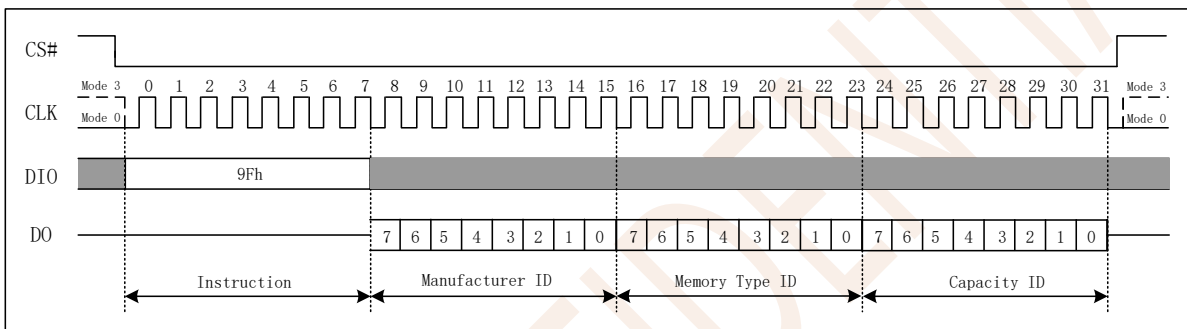 CS#
Mode 3 0 1 2 3 4 5 6 7 8 9 10 11 12 13 14 15 16 17 18 19 20 21 22 23 24 25 26 27 28 29 30 31 Mode 3
CLK
Mode 0 Mode 0
DIO 9Fh
DO 7 6 5 4 3 2 1 0 7 6 5 4 3 2 1 0 7 6 5 4 3 2 1 0
Instruction Manufacturer ID Memory Type ID Capacity ID